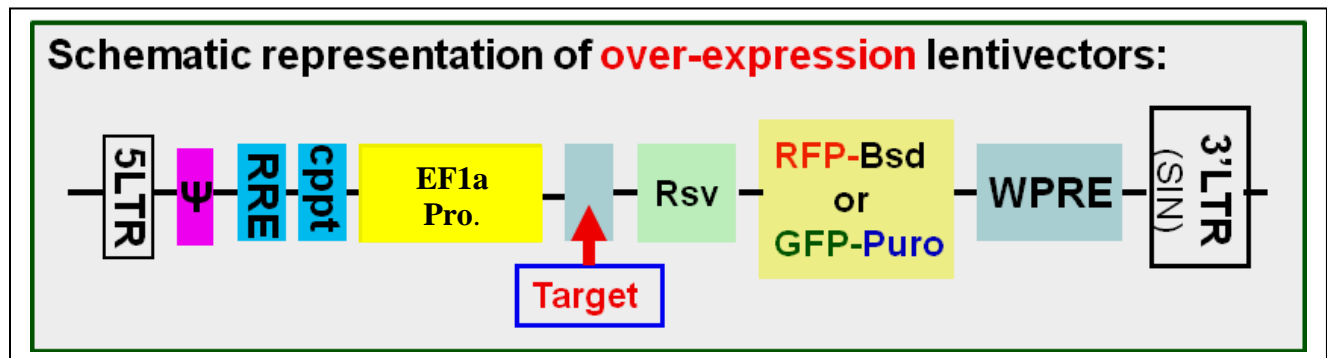 Schematic representation of over-expression lentivectors:
5LTR
Ψ
RRE
cppt
EF1a
Pro.
Target
Rsv
RFP-Bsd
or
GFP-Puro
WPRE
3'LTR
(SIN)